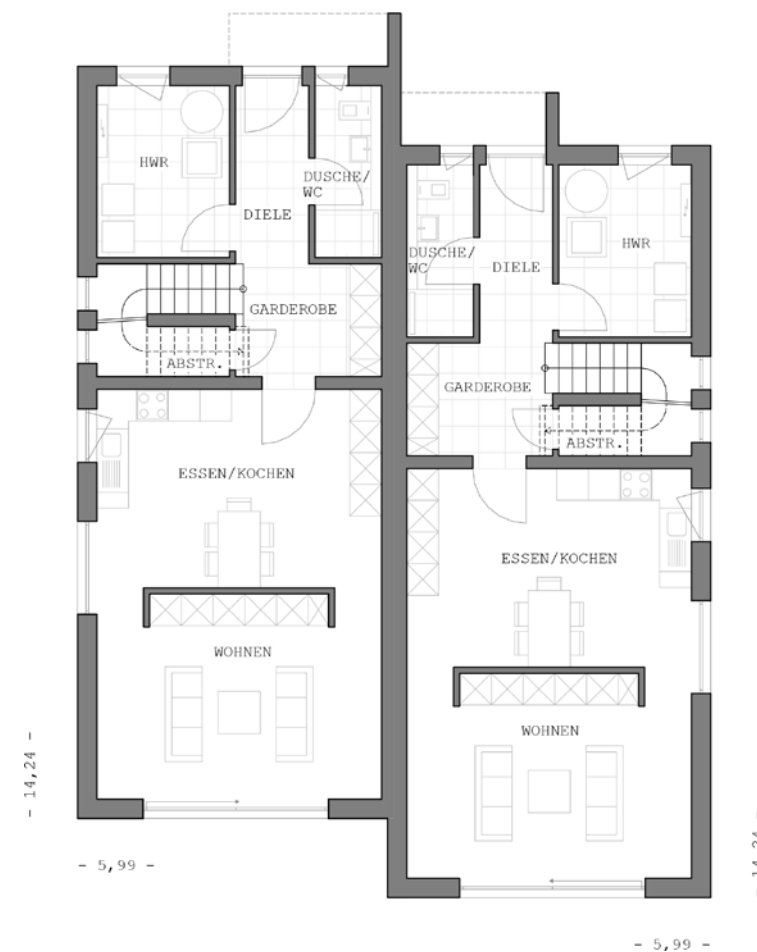 HWR
DUSCHE/
WC
DIELE
GARDEROBE
ABSTR.
ESSEN/KOCHEN
WOHNEN
- 14,24 -
- 5,99 -
DUSCHE/
WC
DIELE
HWR
GARDEROBE
ABSTR.
ESSEN/KOCHEN
WOHNEN
- 5,99 -